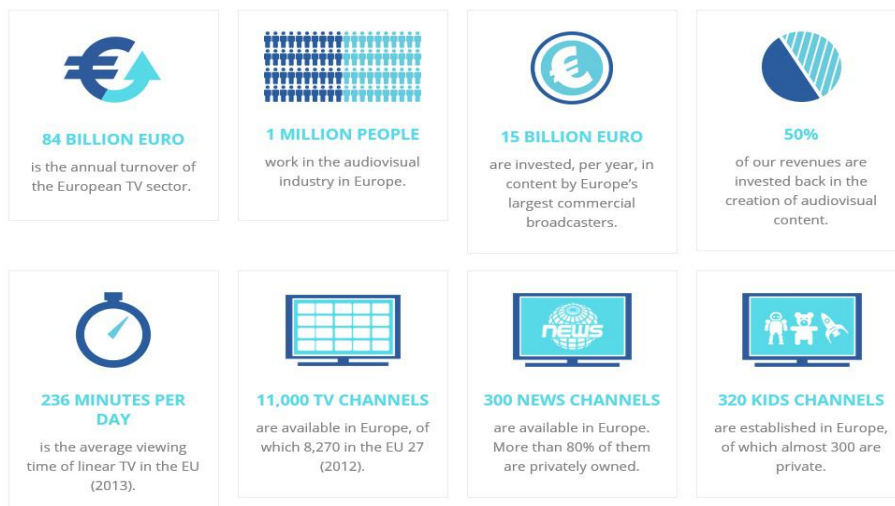 84 BILLION EURO
is the annual turnover of
the European TV sector.
1 MILLION PEOPLE
work in the audiovisual
industry in Europe.
15 BILLION EURO
are invested, per year, in
content by Europe's
largest commercial
broadcasters.
50%
of our revenues are
invested back in the
creation of audiovisual
content.
236 MINUTES PER
DAY
is the average viewing
time of linear TV in the EU
(2013).
11,000 TV CHANNELS
are available in Europe, of
which 8,270 in the EU 27
(2012).
news
300 NEWS CHANNELS
are available in Europe.
More than 80% of them
are privately owned.
320 KIDS CHANNELS
are established in Europe,
of which almost 300 are
private.